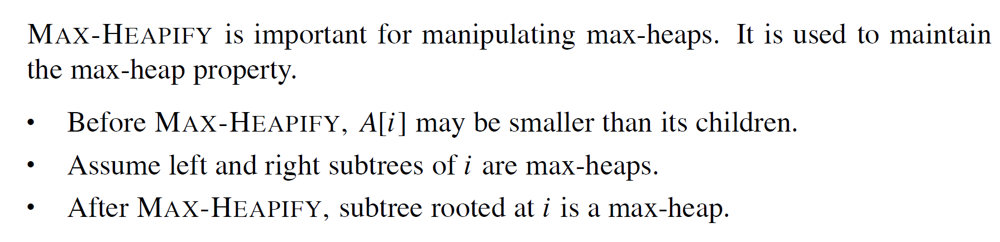 MAX-HEAPIFY is important for manipulating max-heaps. It is used to maintain
the max-heap property.
• Before MAX-HEAPIFY, A[i] may be smaller than its children.
• Assume left and right subtrees of i are max-heaps.
• After MAX-HEAPIFY, subtree rooted at i is a max-heap.